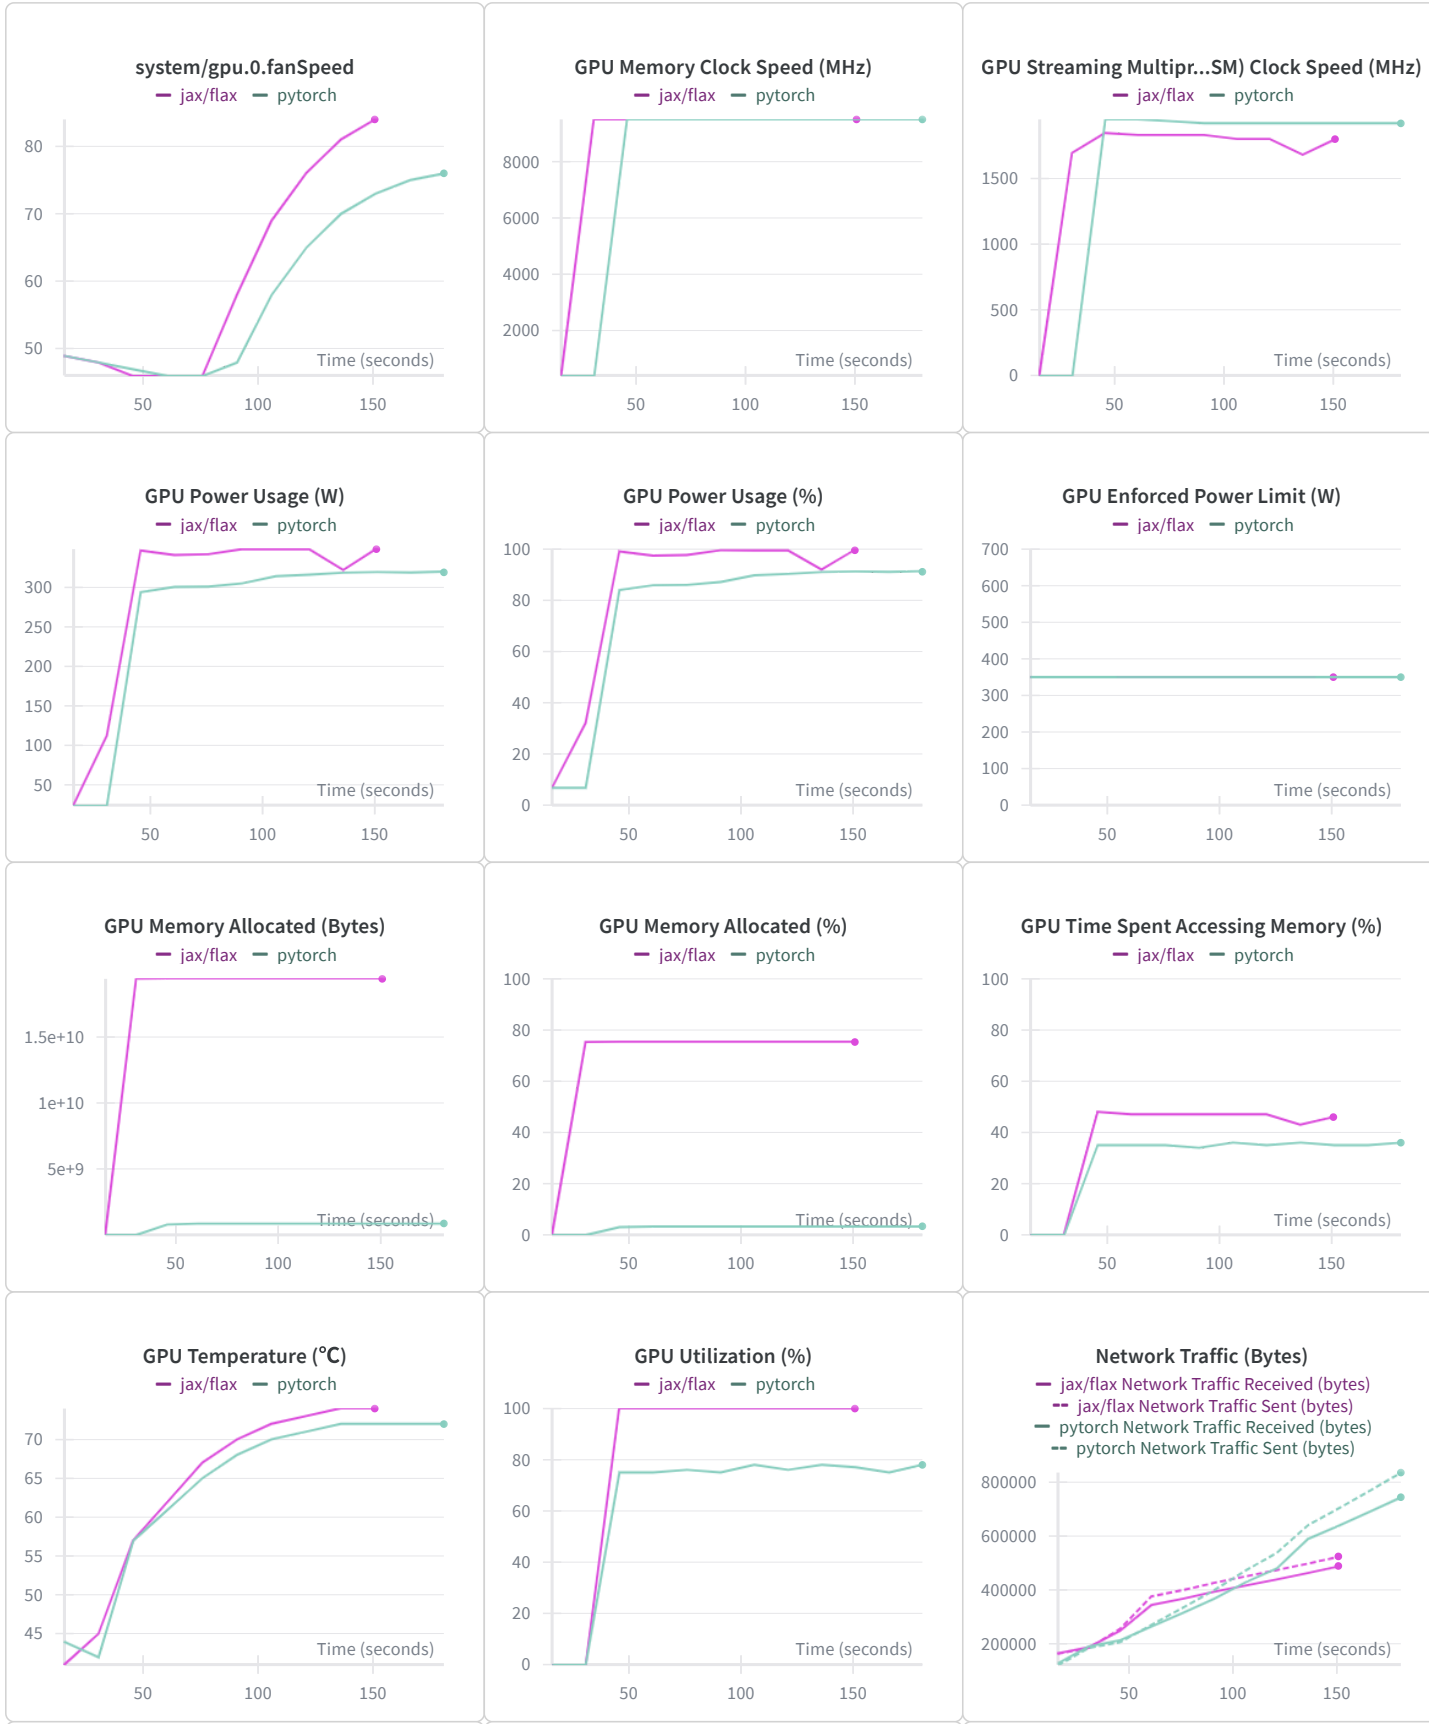 system/gpu.0.fanSpeed
jax/flax pytorch
80
70
60
50
Time (seconds)
50 100 150
GPU Memory Clock Speed (MHz)
jax/flax pytorch
8000
6000
4000
2000
Time (seconds)
50 100 150
GPU Streaming Multipr...SM) Clock Speed (MHz)
jax/flax pytorch
1500
1000
500
0
Time (seconds)
50 100 150
GPU Power Usage (W)
jax/flax pytorch
300
250
200
150
100
50
Time (seconds)
50 100 150
GPU Power Usage (%)
jax/flax pytorch
100
80
60
40
20
0
Time (seconds)
50 100 150
GPU Enforced Power Limit (W)
jax/flax pytorch
700
600
500
400
300
200
100
0
Time (seconds)
50 100 150
GPU Memory Allocated (Bytes)
jax/flax pytorch
1.5e+10
1e+10
5e+9
Time (seconds)
50 100 150
GPU Memory Allocated (%)
jax/flax pytorch
100
80
60
40
20
0
Time (seconds)
50 100 150
GPU Time Spent Accessing Memory (%)
jax/flax pytorch
100
80
60
40
20
0
Time (seconds)
50 100 150
GPU Temperature (℃)
jax/flax pytorch
70
65
60
55
50
45
Time (seconds)
50 100 150
GPU Utilization (%)
jax/flax pytorch
100
80
60
40
20
0
Time (seconds)
50 100 150
Network Traffic (Bytes)
jax/flax Network Traffic Received (bytes)
jax/flax Network Traffic Sent (bytes)
pytorch Network Traffic Received (bytes)
pytorch Network Traffic Sent (bytes)
800000
600000
400000
200000
Time (seconds)
50 100 150